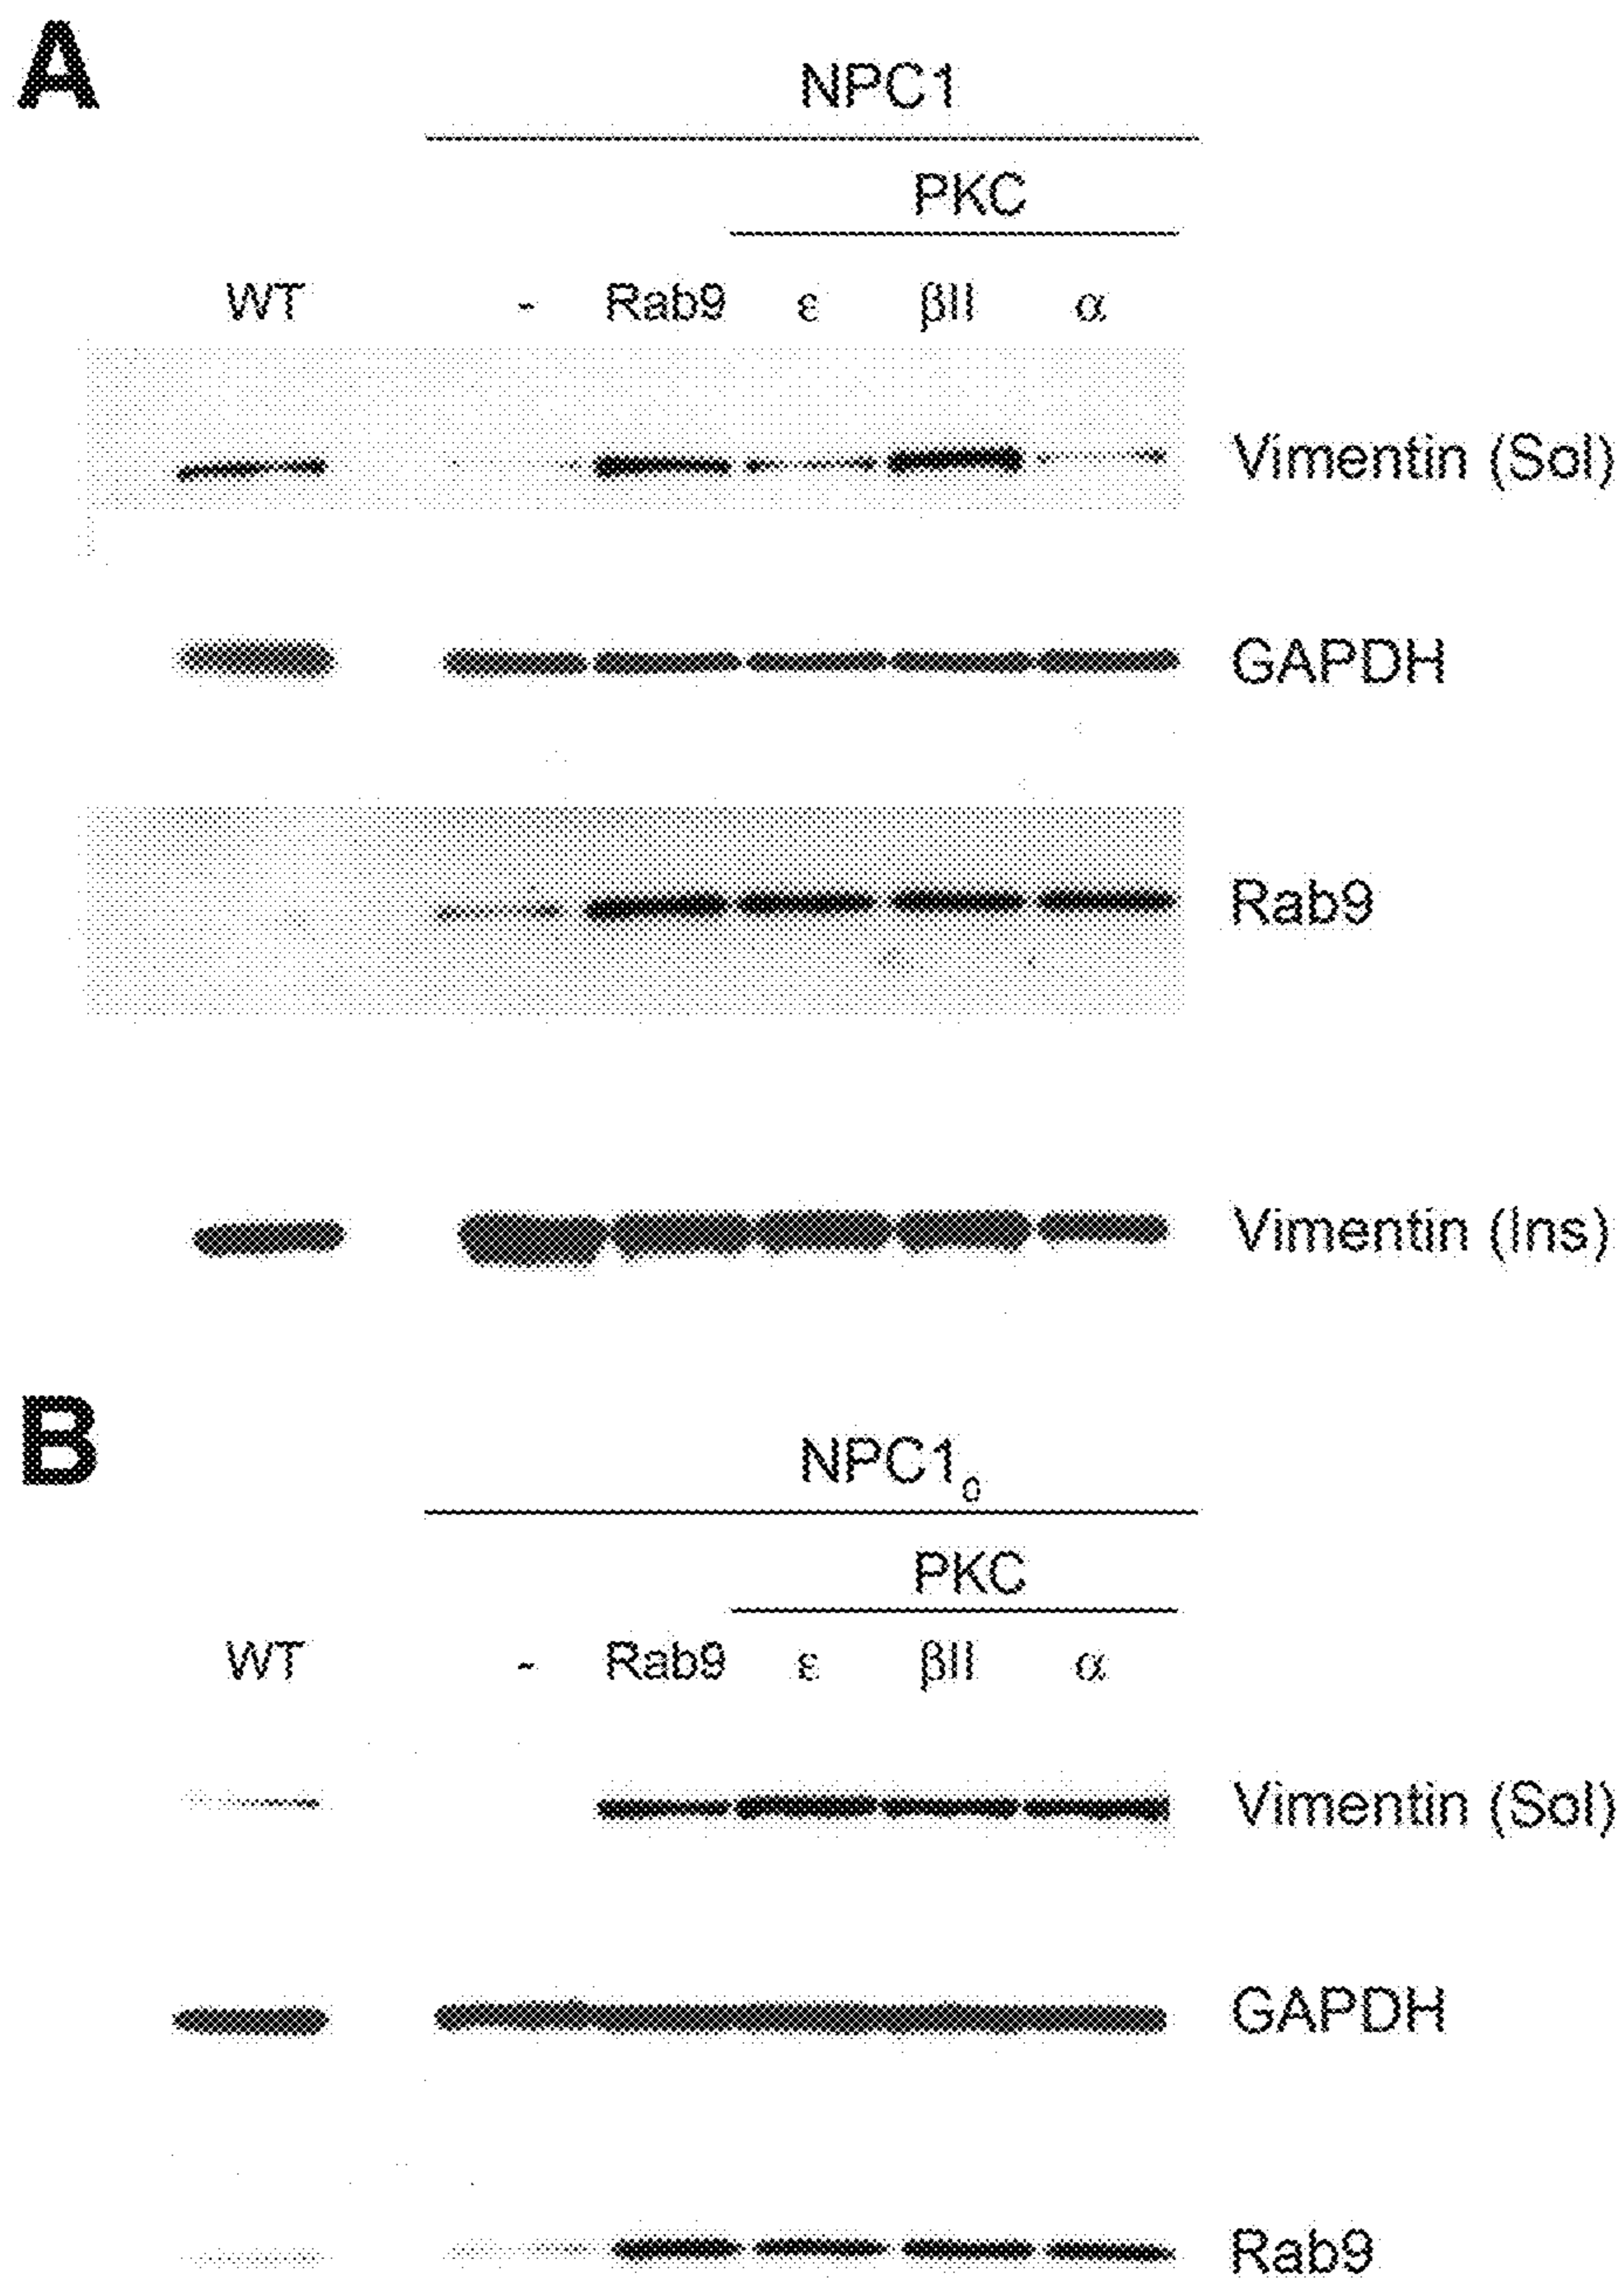 A
NPC1
PKC
WT - Rab9 ε βII α
Vimentin (Sol)
GAPDH
Rab9
Vimentin (Ins)
B
NPC1₀
PKC
WT - Rab9 ε βII α
Vimentin (Sol)
GAPDH
Rab9